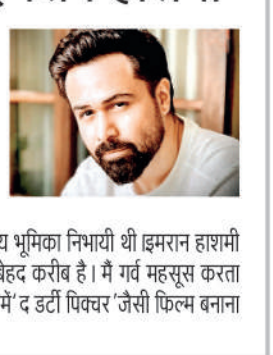 य भूमिका निभायी थी ।इमरान हाशमी
बेहद करीब है। मैं गर्व महसूस करता
में' द डर्टी पिक्चर 'जैसी फिल्म बनाना